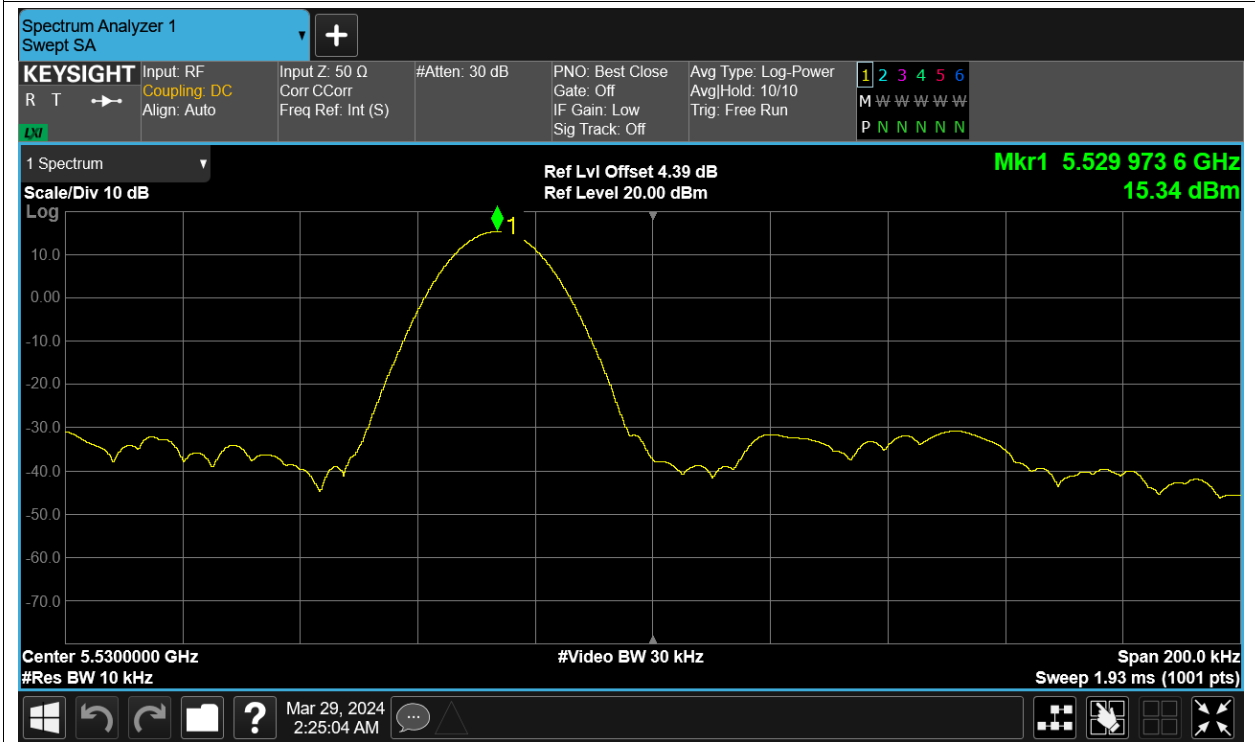 Spectrum Analyzer 1
Swept SA
KEYSIGHT
R T
LXI
Input: RF
Coupling: DC
Align: Auto
Input Z: 50 Ω
Corr CCorr
Freq Ref: Int (S)
#Atten: 30 dB
PNO: Best Close
Gate: Off
IF Gain: Low
Sig Track: Off
Avg Type: Log-Power
Avg|Hold: 10/10
Trig: Free Run
1 2 3 4 5 6
M W W W W W
P N N N N N
1 Spectrum
Scale/Div 10 dB
Log
Ref Lvl Offset 4.39 dB
Ref Level 20.00 dBm
Mkr1 5.529 973 6 GHz
15.34 dBm
1
10.0
0.00
-10.0
-20.0
-30.0
-40.0
-50.0
-60.0
-70.0
Center 5.5300000 GHz
#Res BW 10 kHz
#Video BW 30 kHz
Span 200.0 kHz
Sweep 1.93 ms (1001 pts)
?
Mar 29, 2024
2:25:04 AM